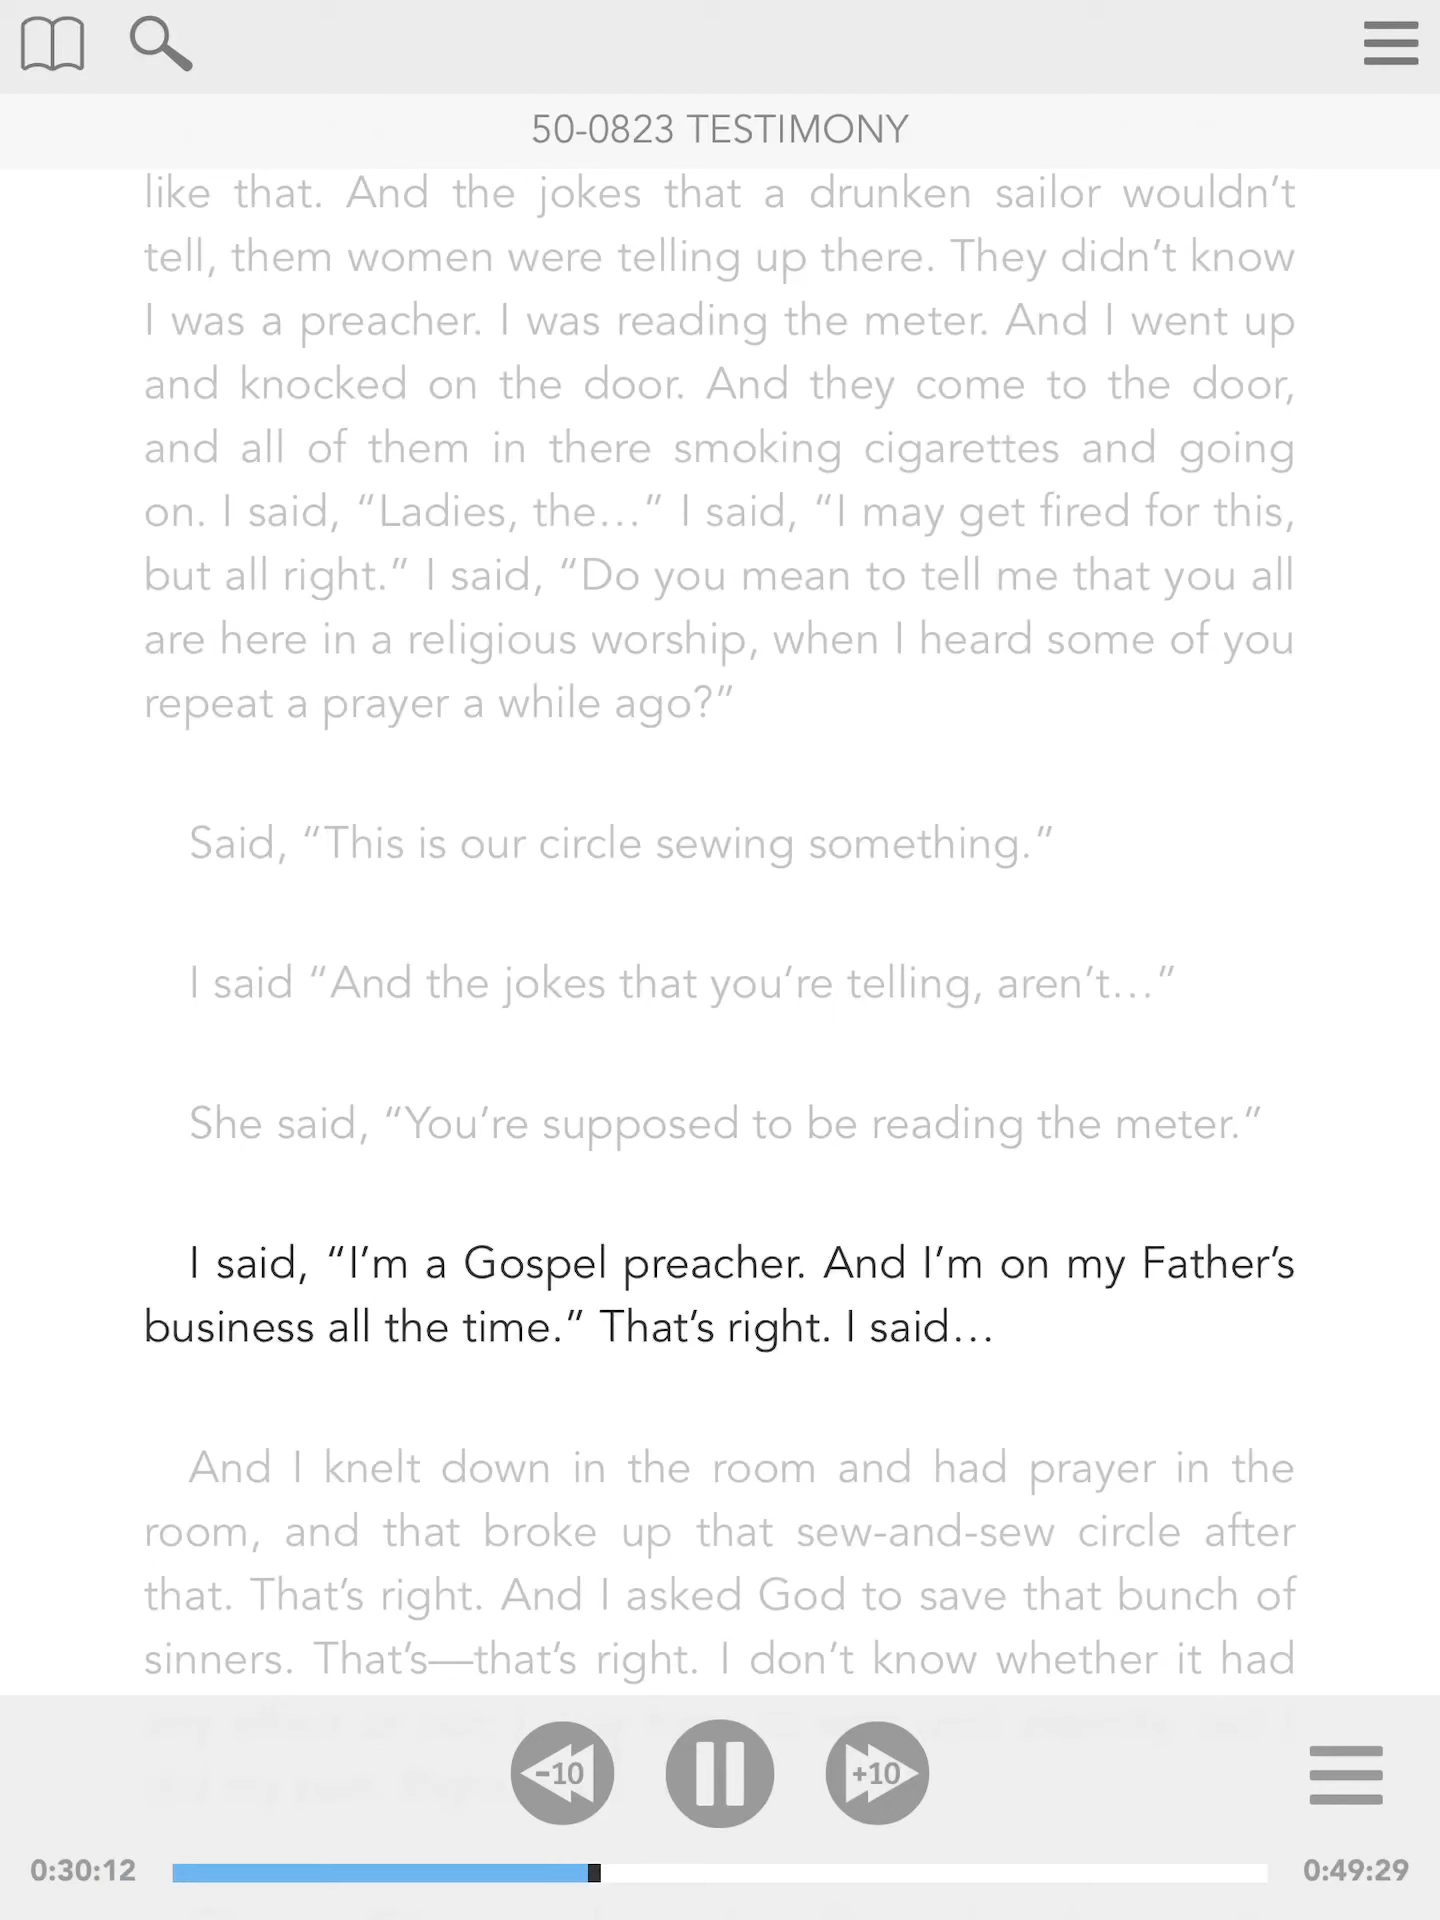 50-0823 TESTIMONY
like that. And the jokes that a drunken sailor wouldn’t
tell, them women were telling up there. They didn’t know
I was a preacher. I was reading the meter. And I went up
and knocked on the door. And they come to the door,
and all of them in there smoking cigarettes and going
on. I said, “Ladies, the…” I said, “I may get fired for this,
but all right.” I said, “Do you mean to tell me that you all
are here in a religious worship, when I heard some of you
repeat a prayer a while ago?”
Said, “This is our circle sewing something.”
I said “And the jokes that you’re telling, aren’t…”
She said, “You’re supposed to be reading the meter.”
I said, “I’m a Gospel preacher. And I’m on my Father’s
business all the time.” That’s right. I said…
And I knelt down in the room and had prayer in the
room, and that broke up that sew-and-sew circle after
that. That’s right. And I asked God to save that bunch of
sinners. That’s—that’s right. I don’t know whether it had
-10 +10
0:30:12 0:49:29